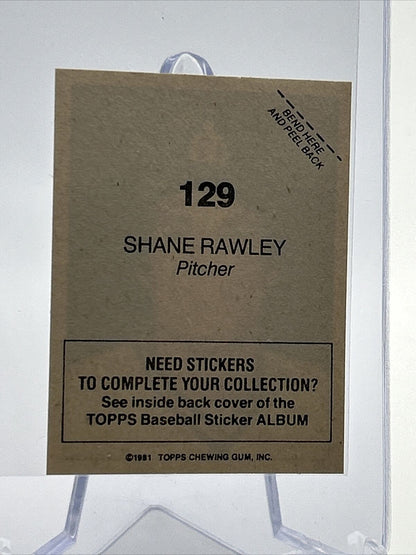 BEND HERE
AND PEEL BACK
129
SHANE RAWLEY
Pitcher
NEED STICKERS
TO COMPLETE YOUR COLLECTION?
See inside back cover of the
TOPPS Baseball Sticker ALBUM
©1981 TOPPS CHEWING GUM, INC.